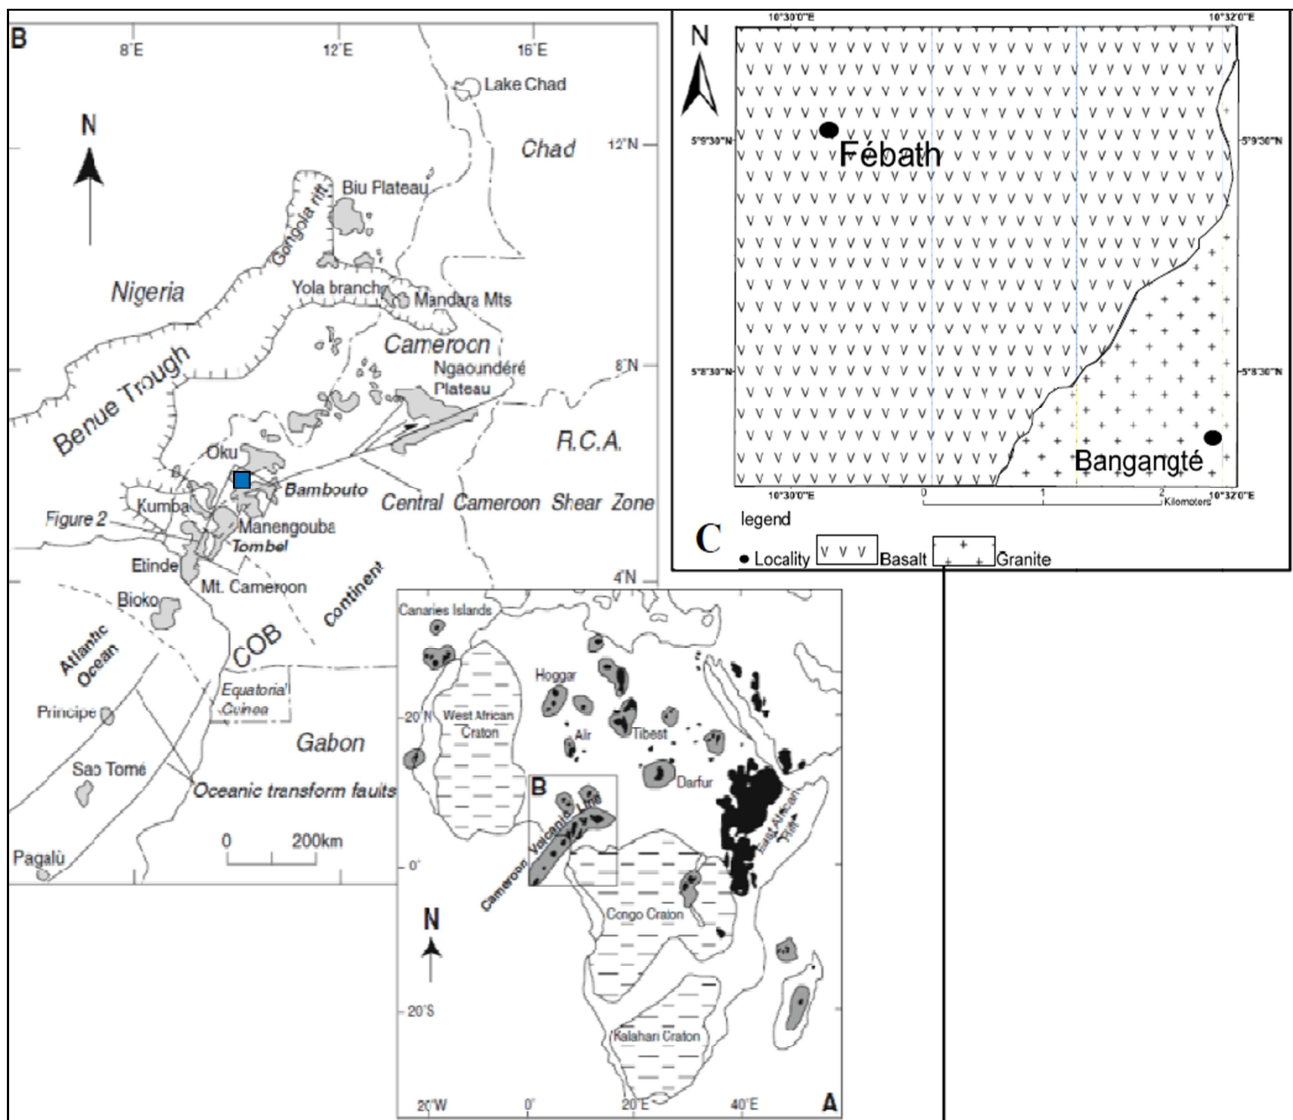 B
8°E
12°E
16°E
Lake Chad
N
Chad
12°N
Biu Plateau
Gongola rift
Nigeria
Yola branch
Mandara Mts
Cameroon
Ngaoundéré
Plateau
8°N
Benue Trough
R.C.A.
Oku
Bambouto
Central Cameroon Shear Zone
Kumba
Figure 2
Manengouba
Tombel
Etinde
Mt. Cameroon
4°N
Continent
Bioko
Atlantic
Ocean
COB
Equatorial
Guinea
Principe
Gabon
Sao Tomé
Oceanic transform faults
0 200km
Pagalù
10°30'0"E 10°32'0"E
N
5°9'30"N 5°9'30"N
Fébath
5°8'30"N 5°8'30"N
Bangangté
10°30'0"E 0 1 2 10°32'0"E
Kilometers
legend
C
Locality Basalt Granite
Canaries Islands
Hoggar
West African
Craton
20°N
Air
Tibest
B
Darfur
Cameroon Volcanic Line
East African
Rift
0°
Congo Craton
N
20°S
Kalahari Craton
20°W 0° 20°E 40°E
A